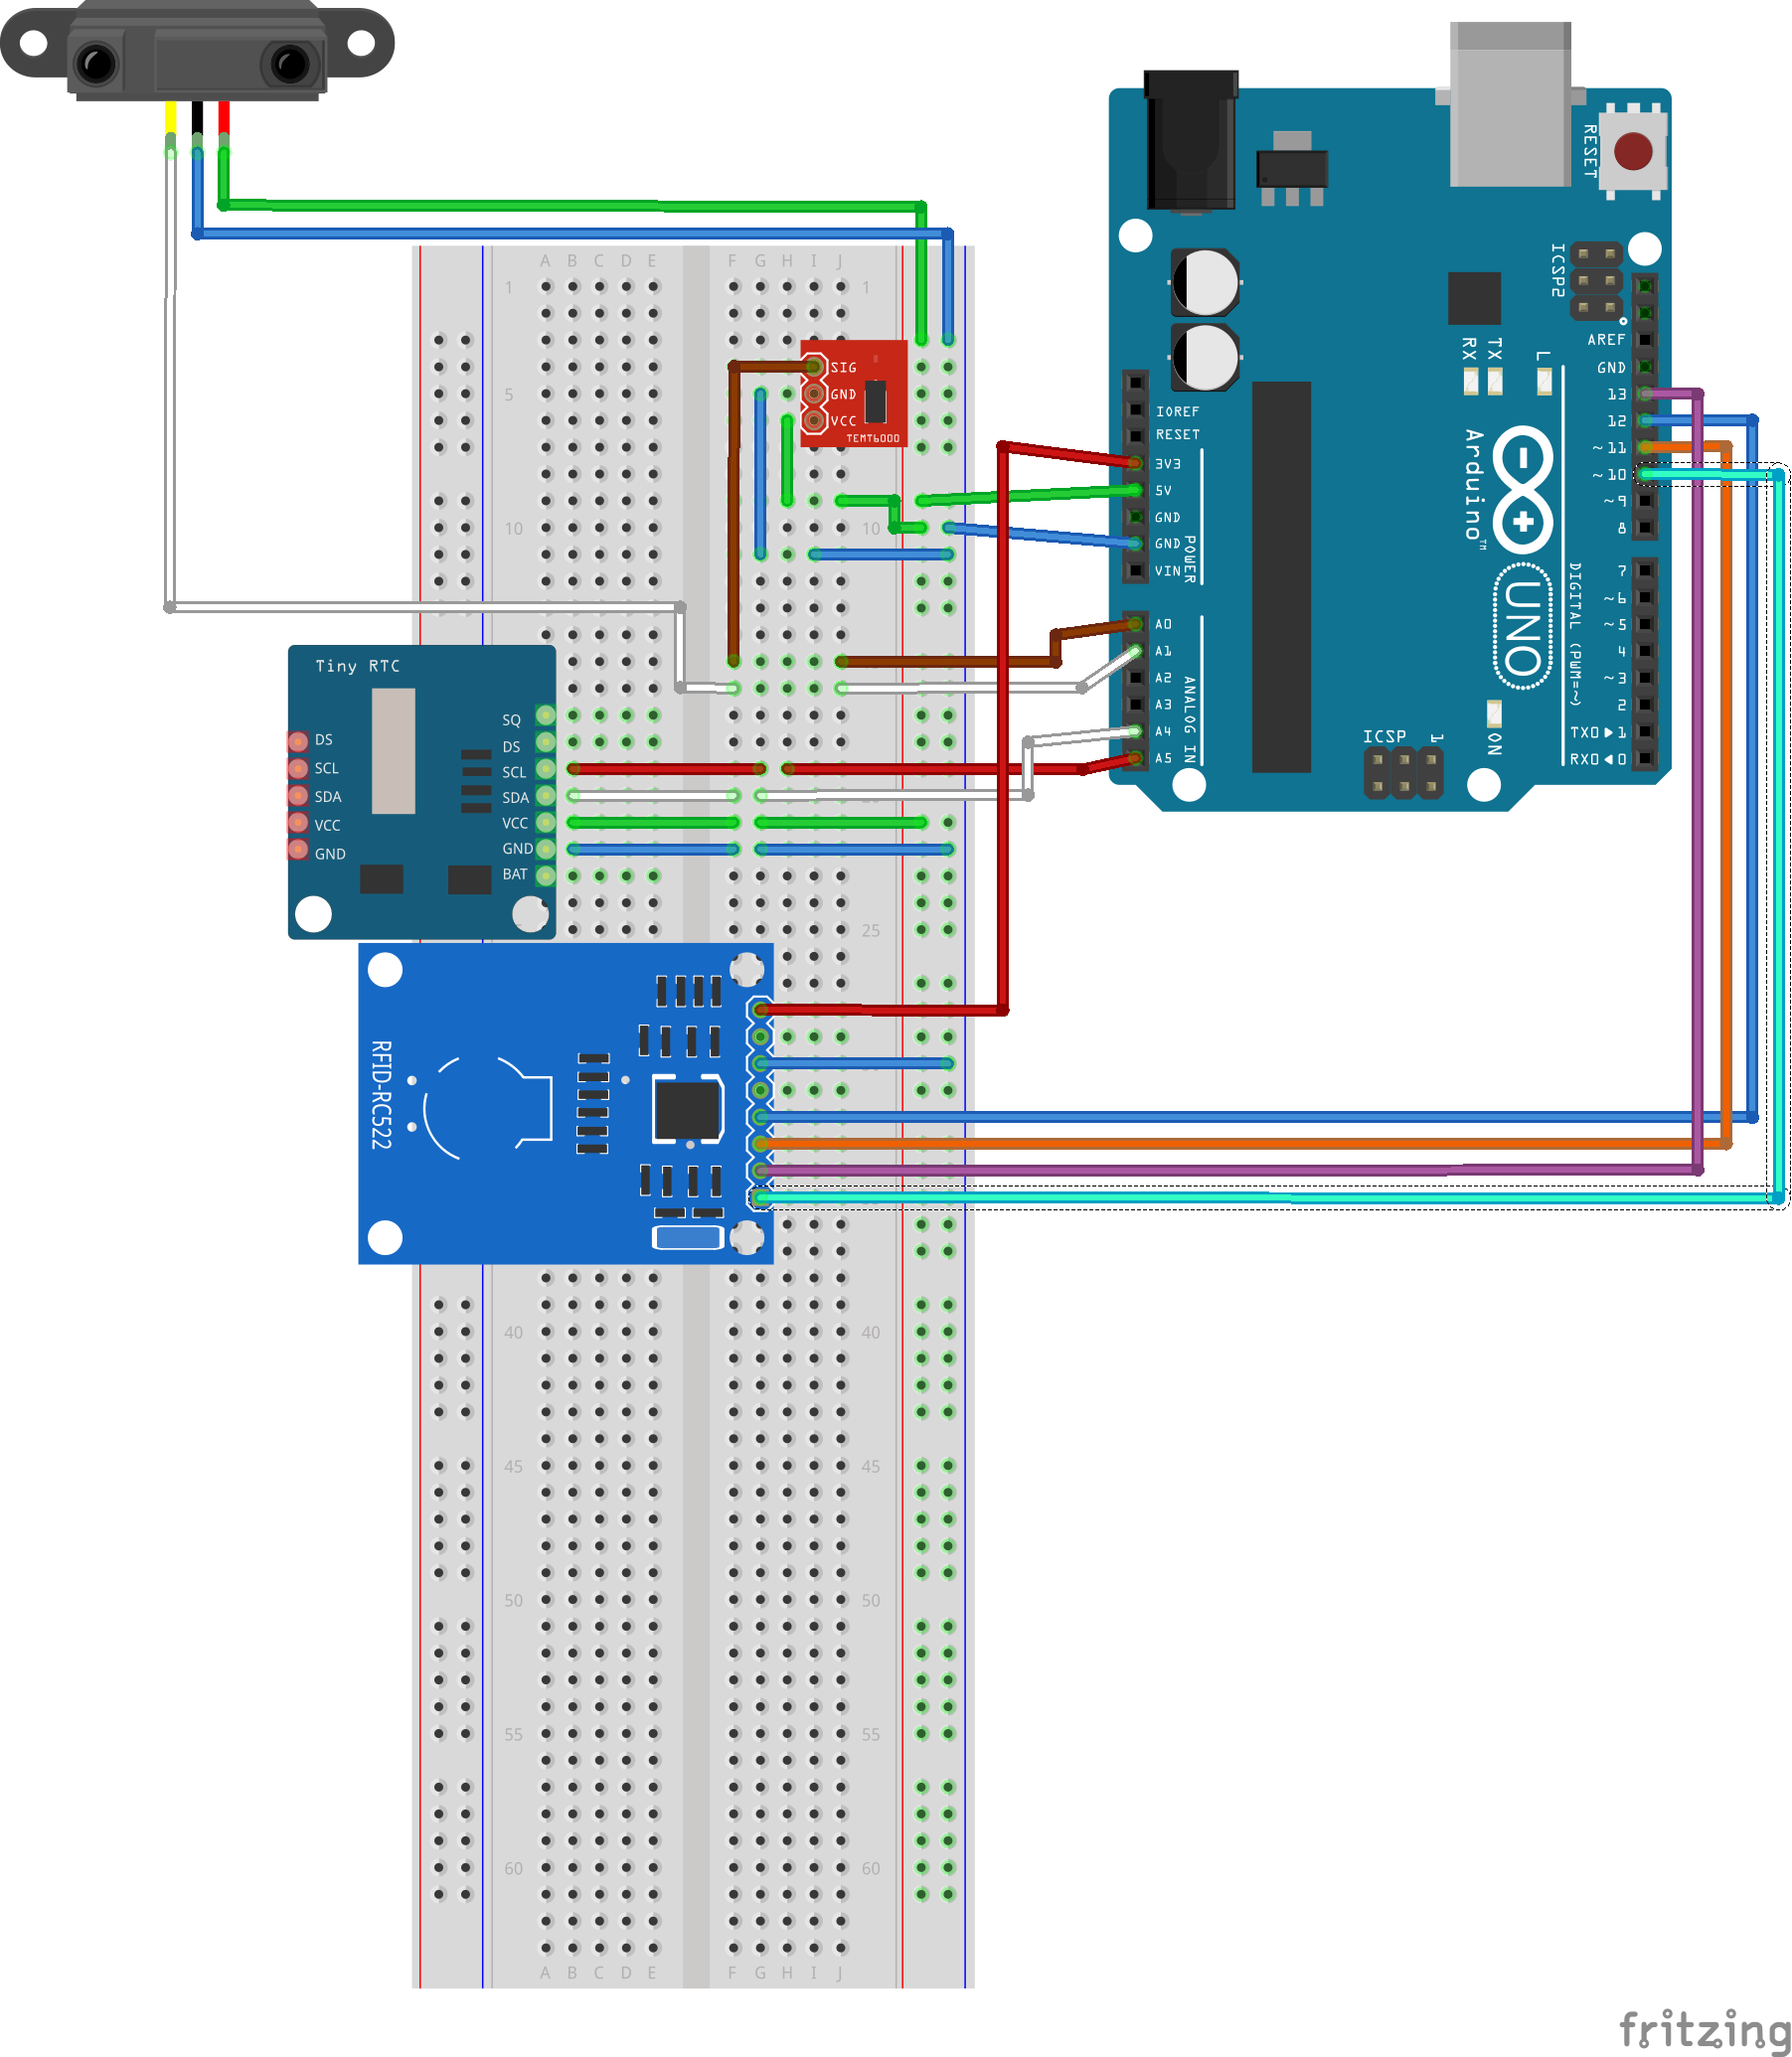 A B C D E F G H I J
1 1
5
10 10
25
40 40
45 45
50 50
55 55
60 60
A B C D E F G H I J
SIG
GND
VCC
TEMT6000
Tiny RTC
DS
SCL
SDA
VCC
GND
SQ
DS
SCL
SDA
VCC
GND
BAT
RFID-RC522
RESET
ICSP2
AREF
GND
13
12
~11
~10
~9
8
7
~6
~5
4
~3
2
TX0▶1
RX0◀0
RX
TX
L
IOREF
RESET
3V3
5V
GND
GND
VIN
POWER
A0
A1
A2
A3
A4
A5
ANALOG IN
Arduino™
UNO
DIGITAL (PWM=~)
ON
ICSP
1
fritzing